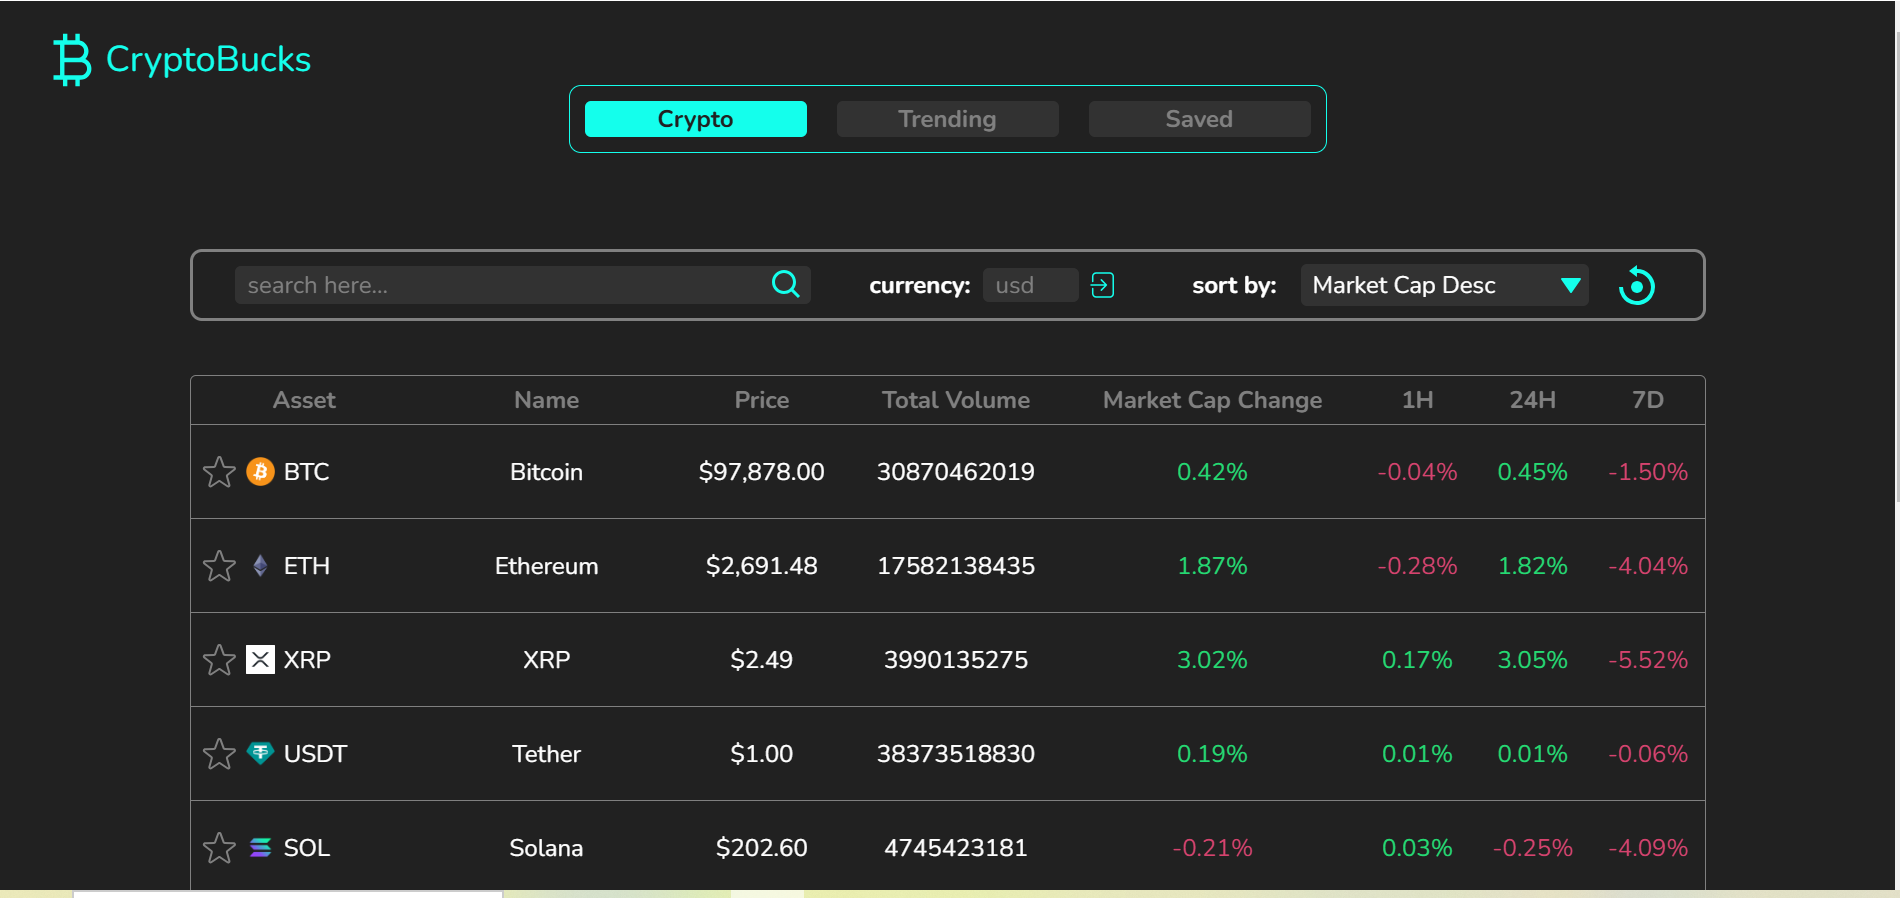 CryptoBucks
Crypto Trending Saved
search here... currency: usd sort by: Market Cap Desc
Asset Name Price Total Volume Market Cap Change 1H 24H 7D
BTC Bitcoin $97,878.00 30870462019 0.42% -0.04% 0.45% -1.50%
ETH Ethereum $2,691.48 17582138435 1.87% -0.28% 1.82% -4.04%
XRP XRP $2.49 3990135275 3.02% 0.17% 3.05% -5.52%
USDT Tether $1.00 38373518830 0.19% 0.01% 0.01% -0.06%
SOL Solana $202.60 4745423181 -0.21% 0.03% -0.25% -4.09%